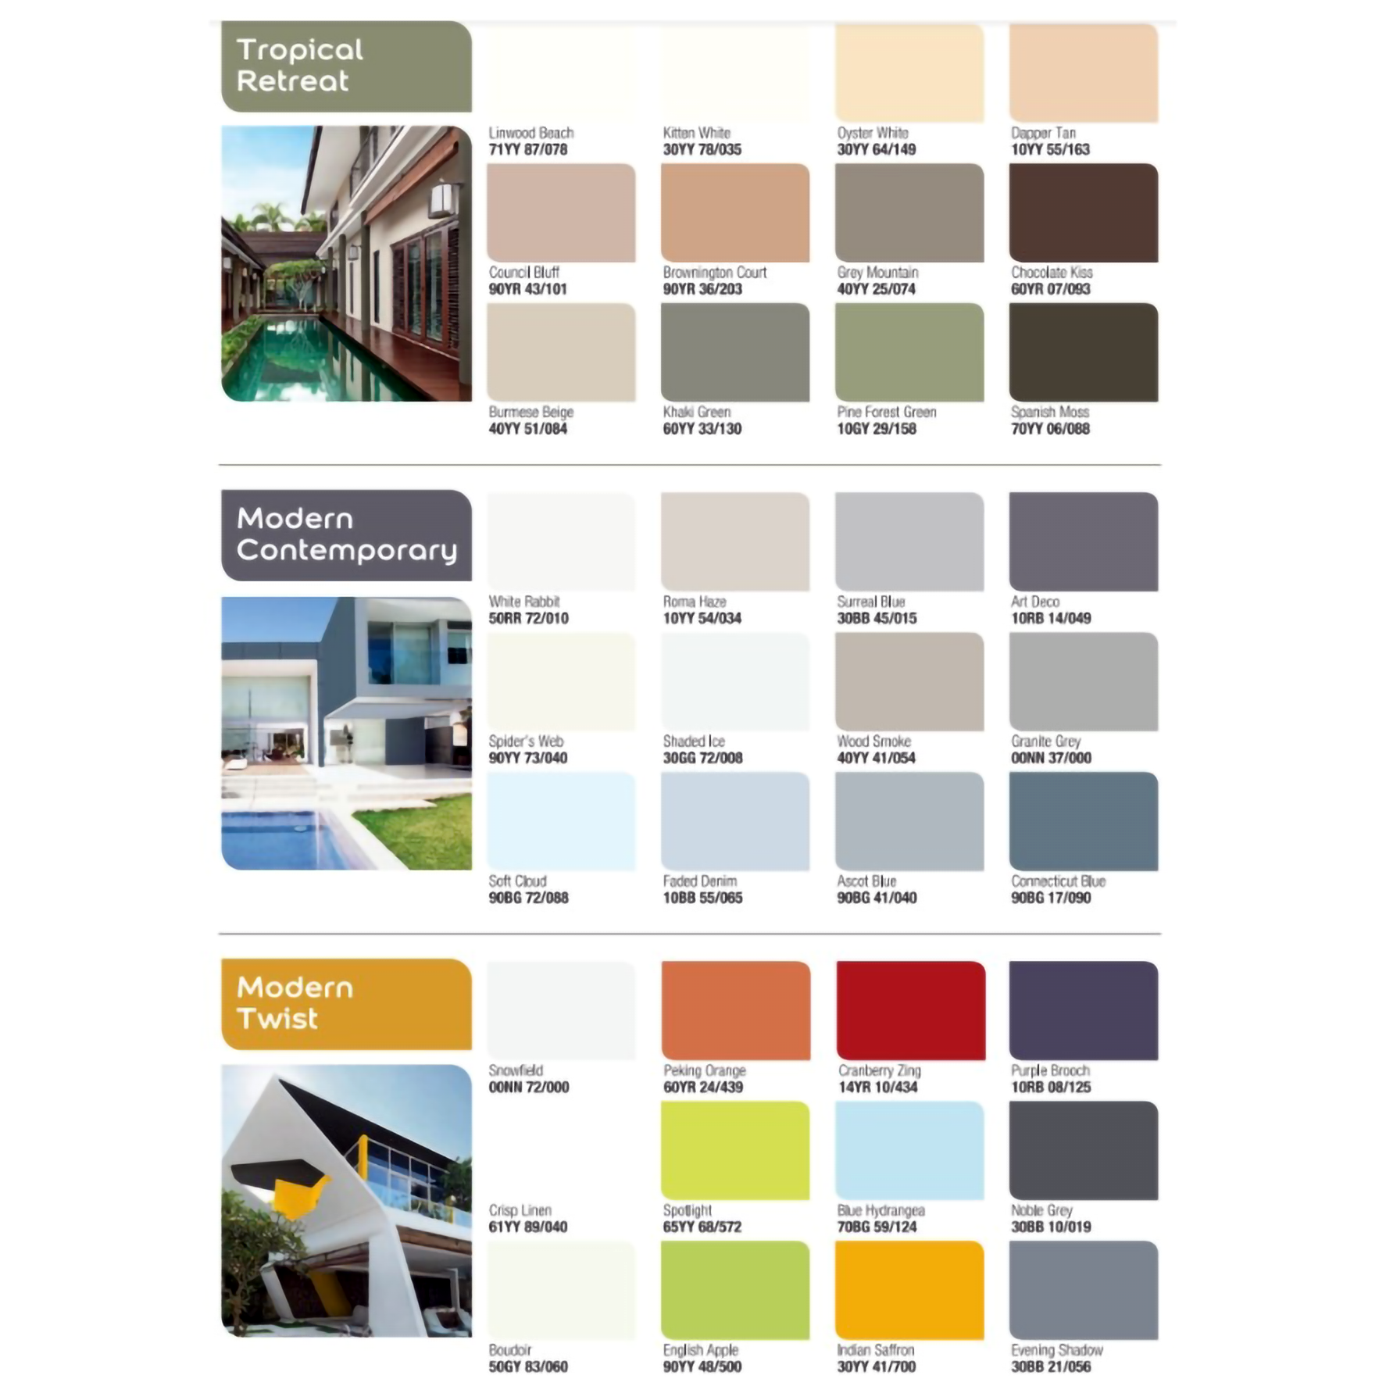 Tropical
Retreat
Linwood Beach
71YY 87/078
Kitten White
30YY 78/035
Oyster White
30YY 64/149
Dapper Tan
10YY 55/163
Council Bluff
90YR 43/101
Brownington Court
90YR 36/203
Grey Mountain
40YY 25/074
Chocolate Kiss
60YR 07/093
Burmese Beige
40YY 51/084
Khaki Green
60YY 33/130
Pine Forest Green
10GY 29/158
Spanish Moss
70YY 06/088
Modern
Contemporary
White Rabbit
50RR 72/010
Roma Haze
10YY 54/034
Surreal Blue
30BB 45/015
Art Deco
10RB 14/049
Spider's Web
90YY 73/040
Shaded Ice
30GG 72/008
Wood Smoke
40YY 41/054
Granite Grey
00NN 37/000
Soft Cloud
90BG 72/088
Faded Denim
10BB 55/065
Ascot Blue
90BG 41/040
Connecticut Blue
90BG 17/090
Modern
Twist
Snowfield
00NN 72/000
Peking Orange
60YR 24/439
Cranberry Zing
14YR 10/434
Purple Brooch
10RB 08/125
Crisp Linen
61YY 89/040
Spotlight
65YY 68/572
Blue Hydrangea
70BG 59/124
Noble Grey
30BB 10/019
Boudoir
50GY 83/060
English Apple
90YY 48/500
Indian Saffron
30YY 41/700
Evening Shadow
30BB 21/056